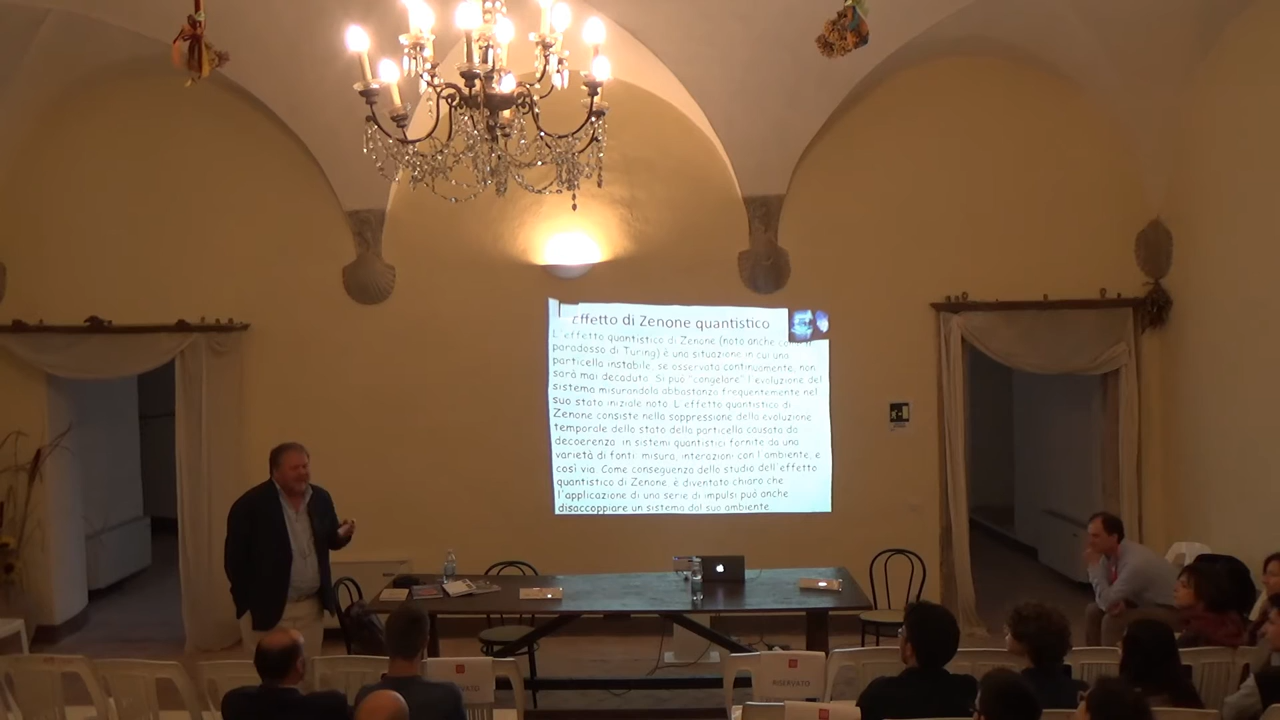 Effetto di Zenone quantistico
L'effetto quantistico di Zenone (noto anche come il
paradosso di Turing) è una situazione in cui una
particella instabile, se osservata continuamente, non
sarà mai decaduta. Si può "congelare" l'evoluzione del
sistema misurandola abbastanza frequentemente nel
suo stato iniziale noto. L'effetto quantistico di
Zenone consiste nella soppressione della evoluzione
temporale dello stato della particella causata da
decoerenza in sistemi quantistici fornite da una
varietà di fonti: misura, interazioni con l'ambiente, e
così via. Come conseguenza dello studio dell'effetto
quantistico di Zenone, è diventato chiaro che
l'applicazione di una serie di impulsi può anche
disaccoppiare un sistema dal suo ambiente.
RISERVATO